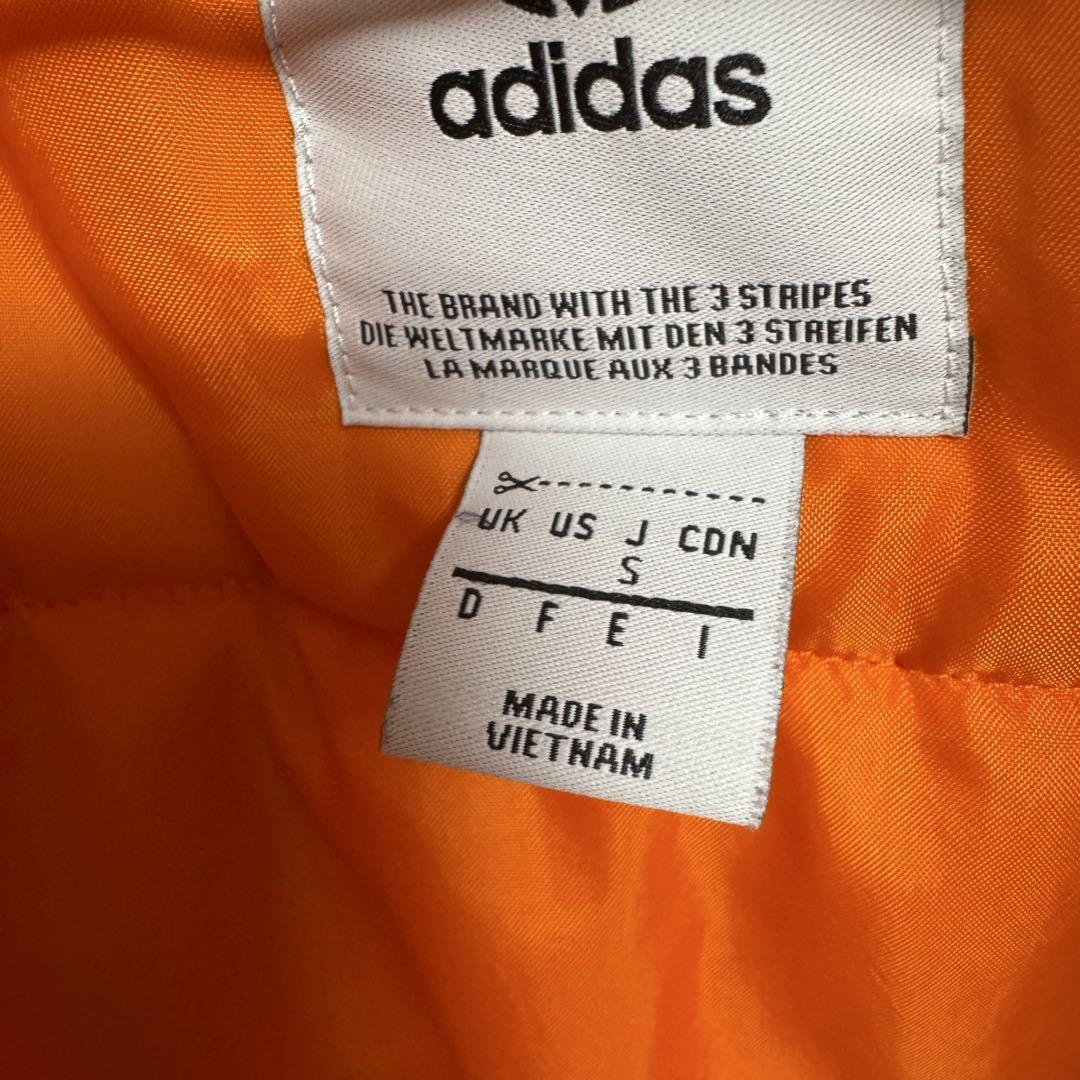 adidas
THE BRAND WITH THE 3 STRIPES
DIE WELTMARKE MIT DEN 3 STREIFEN
LA MARQUE AUX 3 BANDES
UK US J CDN
S
D F E I
MADE IN
VIETNAM